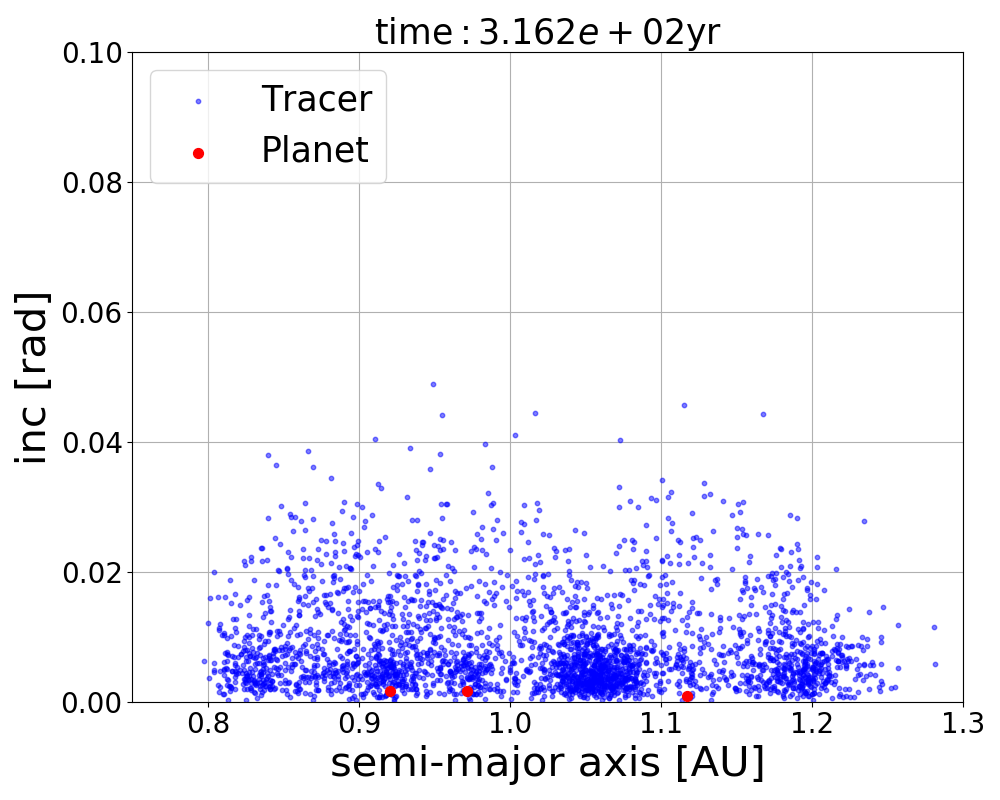 time : 3.162e + 02yr
0.10
Tracer
Planet
0.08
0.06
0.04
0.02
0.00
inc [rad]
0.8 0.9 1.0 1.1 1.2 1.3
semi-major axis [AU]